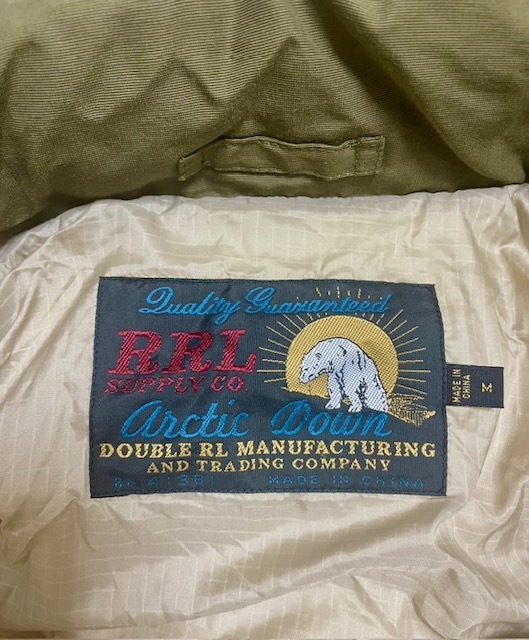 Quality Guaranteed
RRL
SUPPLY CO.
Arctic Down
DOUBLE RL MANUFACTURING
AND TRADING COMPANY
MADE IN CHINA
MADE IN
CHINA
M